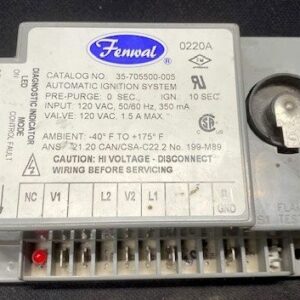 Fenwal
®
0220A
CATALOG NO. 35-705500-005
AUTOMATIC IGNITION SYSTEM
PRE-PURGE: 0 SEC. IGN: 10 SEC
INPUT: 120 VAC, 50/60 Hz, 350 mA
VALVE: 120 VAC, 1.5 A MAX
AMBIENT: -40° F TO +175° F
ANS 21.20 CAN/CSA-C22.2 No. 199-M89
CAUTION: HI VOLTAGE - DISCONNECT
WIRING BEFORE SERVICING
DIAGNOSTIC INDICATOR
LED MODE
CONTROL FAULT
NC V1 L2 V2 L1
GND